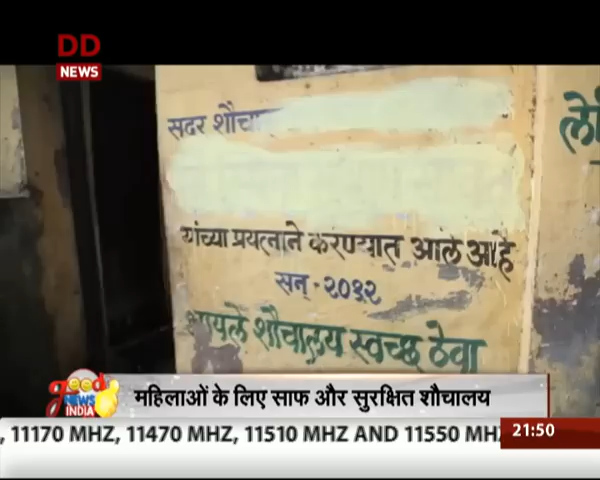 DD
NEWS
सदर शौचा
यांच्या प्रयत्नाने करण्यात आले आहे
सन्-२०१२
आपले शौचालय स्वच्छ ठेवा
good
NEWS
INDIA
महिलाओं के लिए साफ और सुरक्षित शौचालय
, 11170 MHZ, 11470 MHZ, 11510 MHZ AND 11550 MHZ
21:50